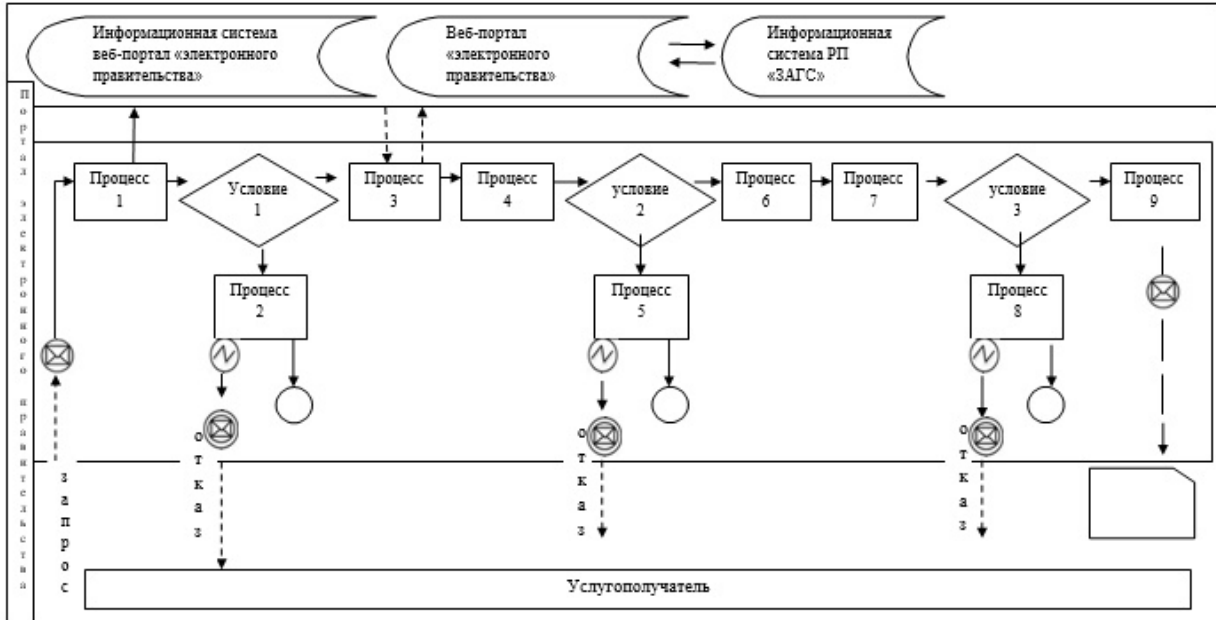 Информационная система
веб-портал «электронного
правительства»
Веб-портал
«электронного
правительства»
Информационная
система РП
«ЗАГС»
Портал электронного правительства
Процесс
1
Условие
1
Процесс
3
Процесс
4
условие
2
Процесс
6
Процесс
7
условие
3
Процесс
9
Процесс
2
Процесс
5
Процесс
8
отказ
отказ
отказ
запрос
Услугополучатель